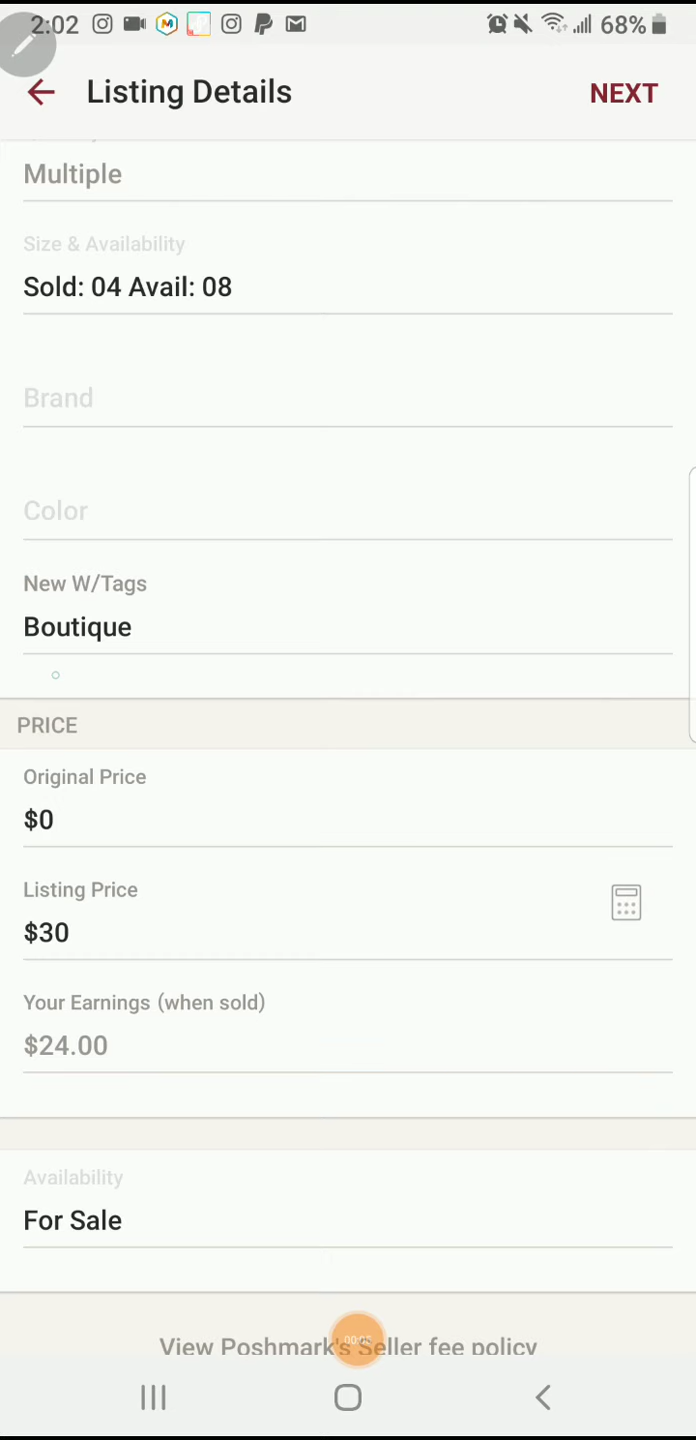 2:02 68%
Listing Details NEXT
Multiple
Size & Availability
Sold: 04 Avail: 08
Brand
Color
New W/Tags
Boutique
PRICE
Original Price
$0
Listing Price
$30
Your Earnings (when sold)
$24.00
Availability
For Sale
View Poshmark's Seller fee policy